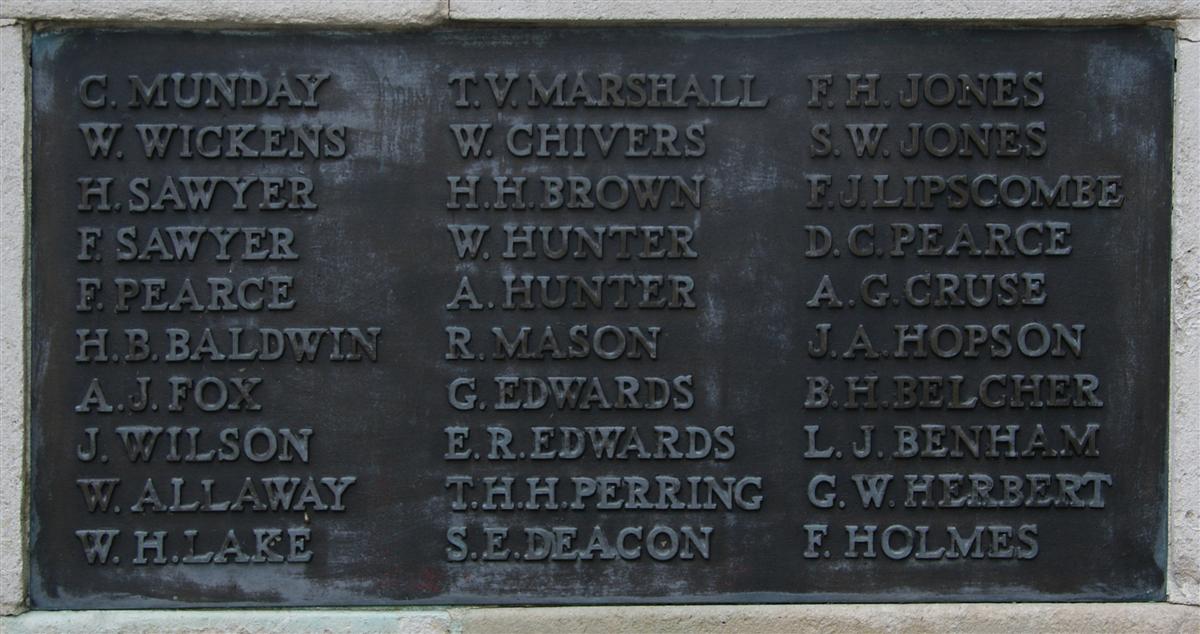 C. MUNDAY
W. WICKENS
H. SAWYER
F. SAWYER
F. PEARCE
H. B. BALDWIN
A. J. FOX
J. WILSON
W. ALLAWAY
W. H. LAKE
T. V. MARSHALL
W. CHIVERS
H. H. BROWN
W. HUNTER
A. HUNTER
R. MASON
G. EDWARDS
E. R. EDWARDS
T. H. H. PERRING
S. E. DEACON
F. H. JONES
S. W. JONES
F. J. LIPSCOMBE
D. C. PEARCE
A. G. CRUSE
J. A. HOPSON
B. H. BELCHER
L. J. BENHAM
G. W. HERBERT
F. HOLMES